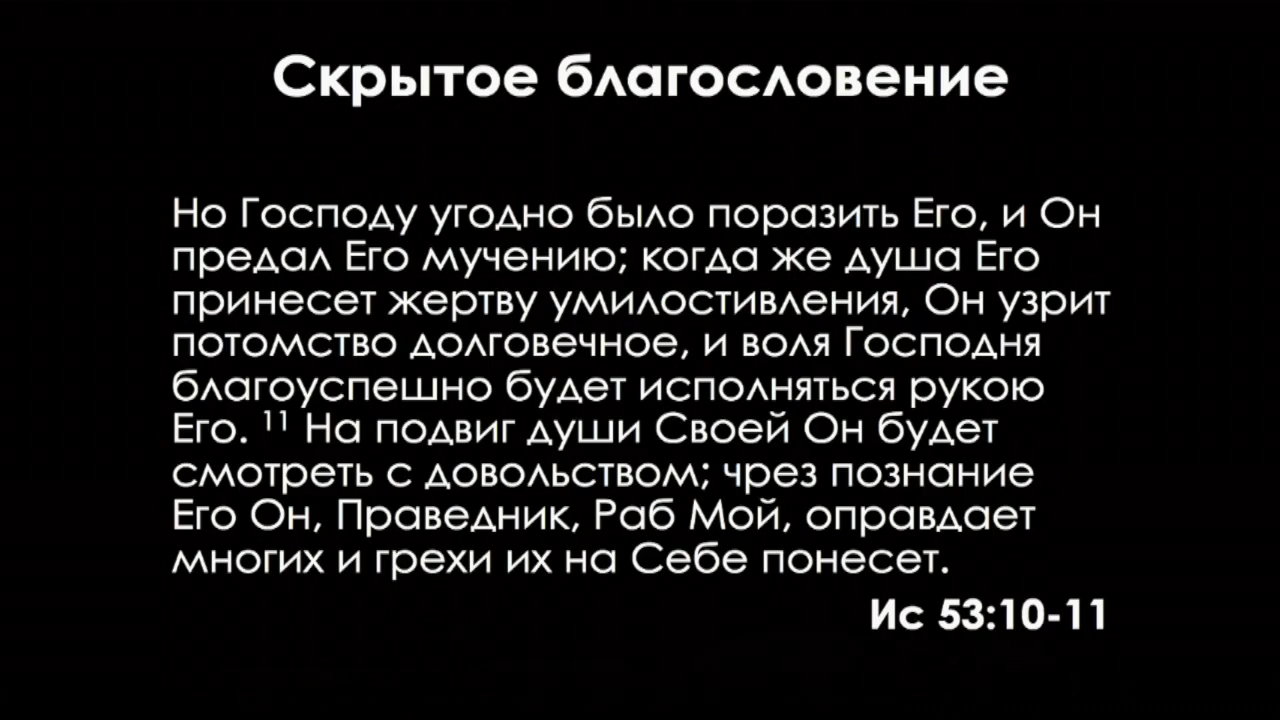 Скрытое благословение
Но Господу угодно было поразить Его, и Он
предал Его мучению; когда же душа Его
принесет жертву умилостивления, Он узрит
потомство долговечное, и воля Господня
благоуспешно будет исполняться рукою
Его. ¹¹ На подвиг души Своей Он будет
смотреть с довольством; чрез познание
Его Он, Праведник, Раб Мой, оправдает
многих и грехи их на Себе понесет.
Ис 53:10-11